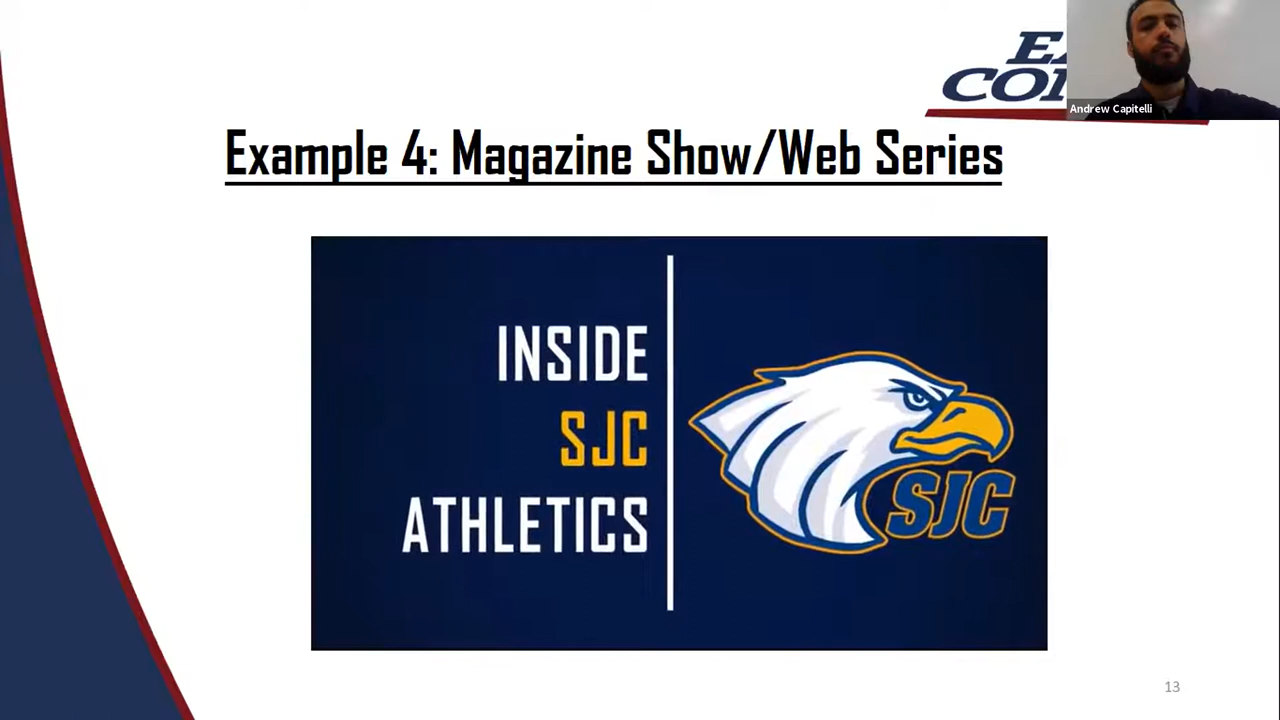 Andrew Capitelli
Example 4: Magazine Show/Web Series
INSIDE
SJC
ATHLETICS
SJC
13